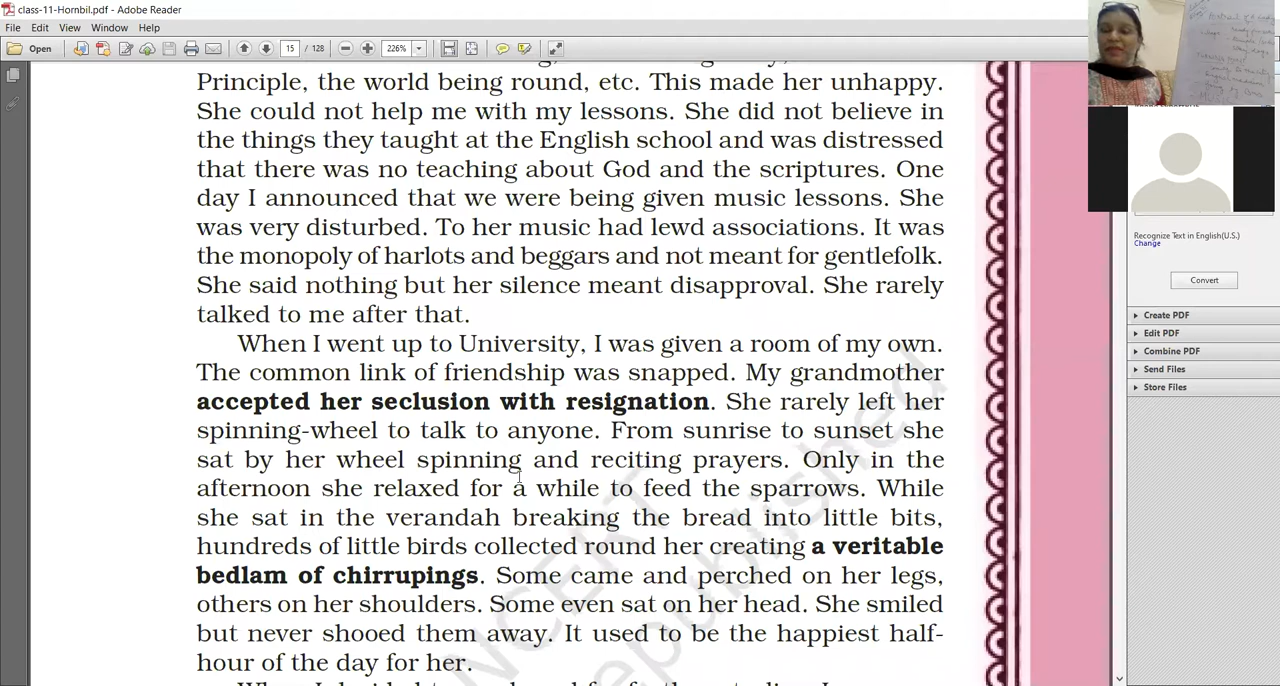 class-11-Hornbil.pdf - Adobe Reader
File Edit View Window Help
Open 15 / 128 226%
Principle, the world being round, etc. This made her unhappy.
She could not help me with my lessons. She did not believe in
the things they taught at the English school and was distressed
that there was no teaching about God and the scriptures. One
day I announced that we were being given music lessons. She
was very disturbed. To her music had lewd associations. It was
the monopoly of harlots and beggars and not meant for gentlefolk.
She said nothing but her silence meant disapproval. She rarely
talked to me after that.
When I went up to University, I was given a room of my own.
The common link of friendship was snapped. My grandmother
accepted her seclusion with resignation. She rarely left her
spinning-wheel to talk to anyone. From sunrise to sunset she
sat by her wheel spinning and reciting prayers. Only in the
afternoon she relaxed for a while to feed the sparrows. While
she sat in the verandah breaking the bread into little bits,
hundreds of little birds collected round her creating a veritable
bedlam of chirrupings. Some came and perched on her legs,
others on her shoulders. Some even sat on her head. She smiled
but never shooed them away. It used to be the happiest half-
hour of the day for her.
NCERT
republished
Portrait of a
Recognize Text in English(U.S.)
Change
Convert
Create PDF
Edit PDF
Combine PDF
Send Files
Store Files